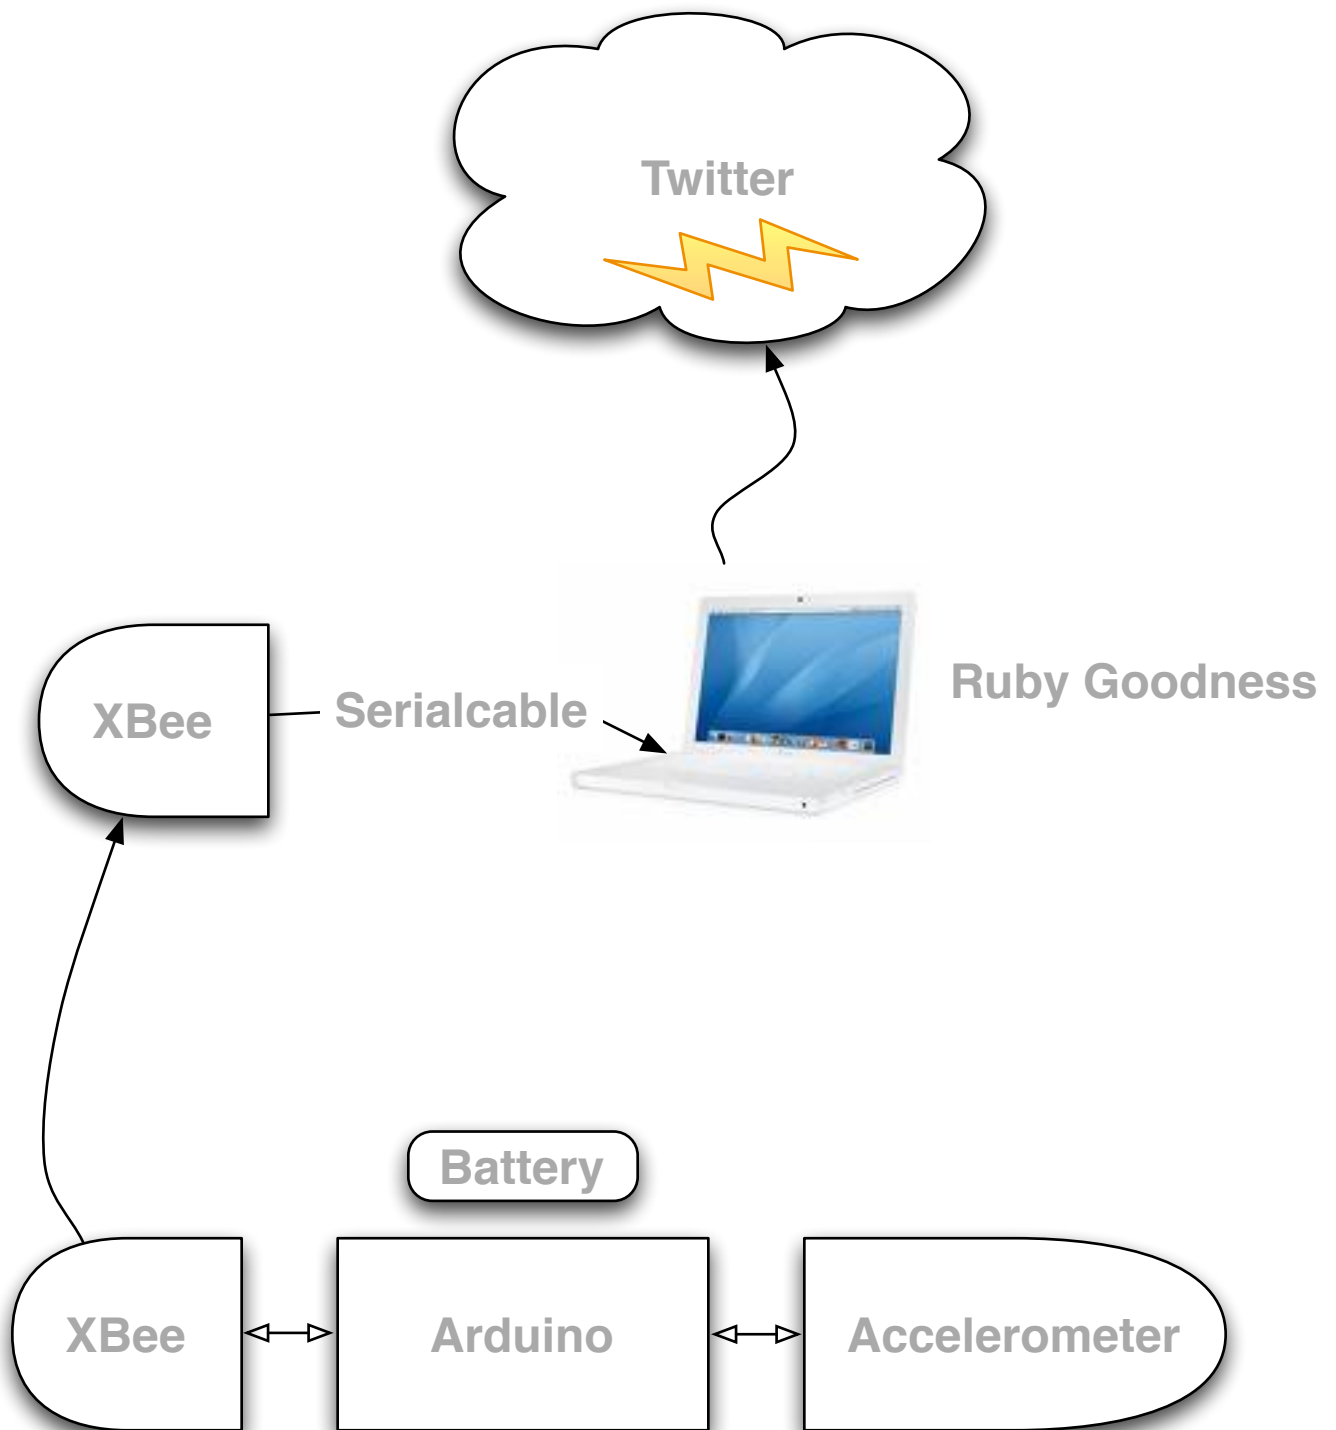 Twitter
Ruby Goodness
XBee
Serialcable
Battery
XBee
Arduino
Accelerometer